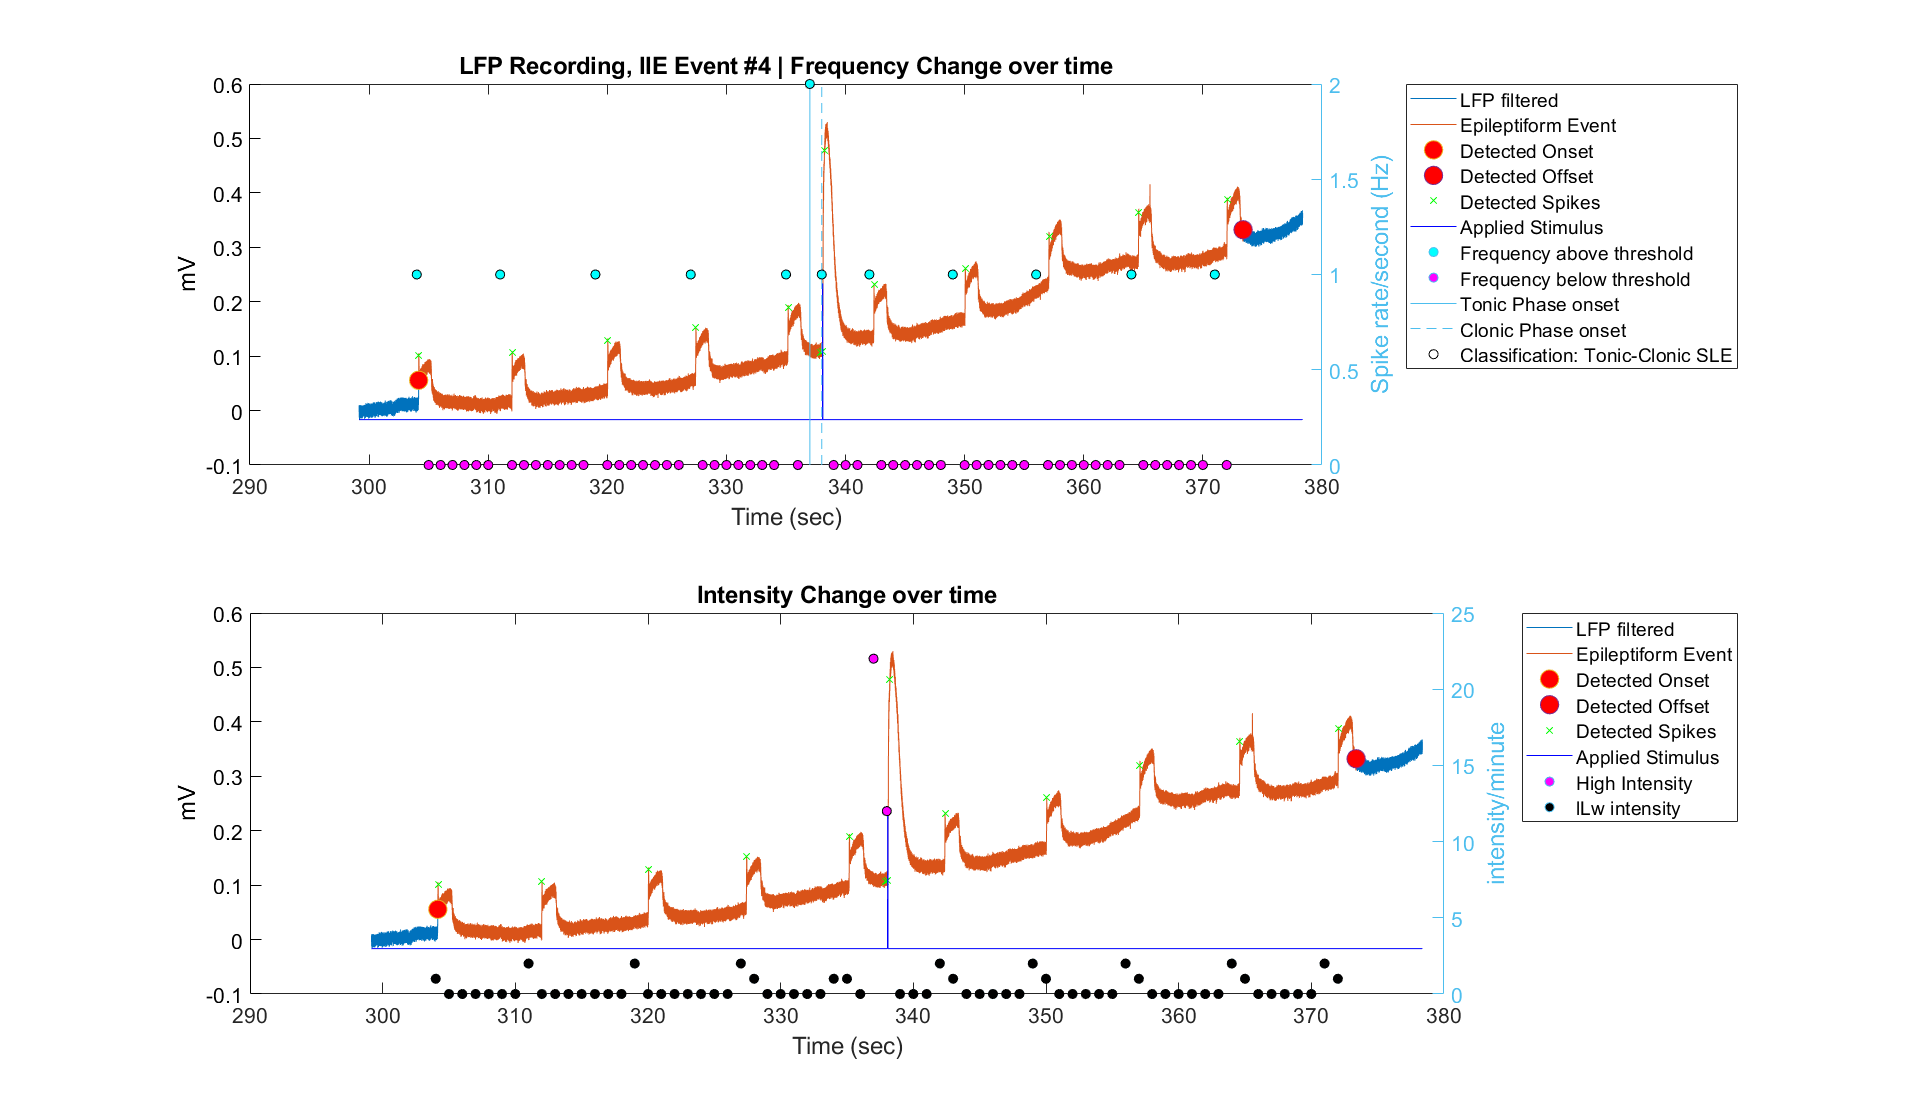 LFP Recording, IIE Event #4 | Frequency Change over time
0.6
0.5
0.4
0.3
0.2
0.1
0
-0.1
mV
290 300 310 320 330 340 350 360 370 380
Time (sec)
2
1.5
1
0.5
0
Spike rate/second (Hz)
LFP filtered
Epileptiform Event
Detected Onset
Detected Offset
Detected Spikes
Applied Stimulus
Frequency above threshold
Frequency below threshold
Tonic Phase onset
Clonic Phase onset
Classification: Tonic-Clonic SLE
Intensity Change over time
0.6
0.5
0.4
0.3
0.2
0.1
0
-0.1
mV
290 300 310 320 330 340 350 360 370 380
Time (sec)
25
20
15
10
5
0
intensity/minute
LFP filtered
Epileptiform Event
Detected Onset
Detected Offset
Detected Spikes
Applied Stimulus
High Intensity
lLw intensity